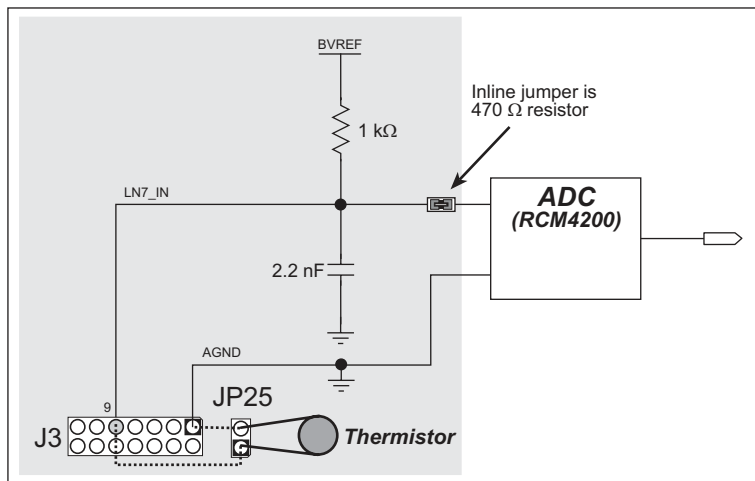 BVREF
Inline jumper is
470 Ω resistor
1 kΩ
LN7_IN
ADC
(RCM4200)
2.2 nF
AGND
9
JP25
J3
Thermistor